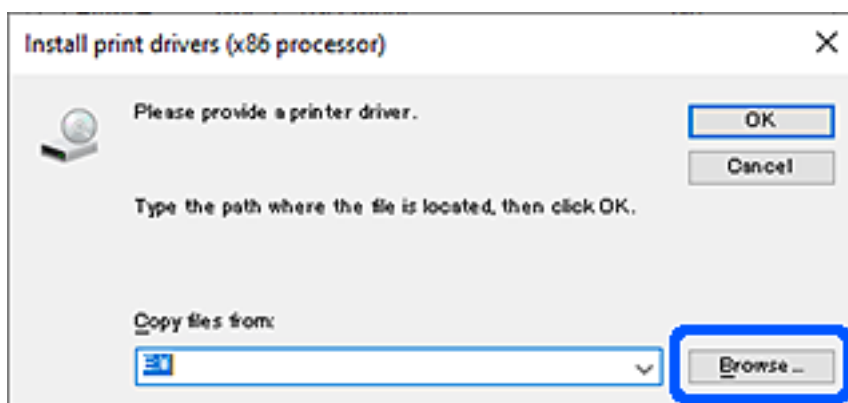 Install print drivers (x86 processor)
Please provide a printer driver.
OK
Cancel
Type the path where the file is located, then click OK.
Copy files from:
Browse...